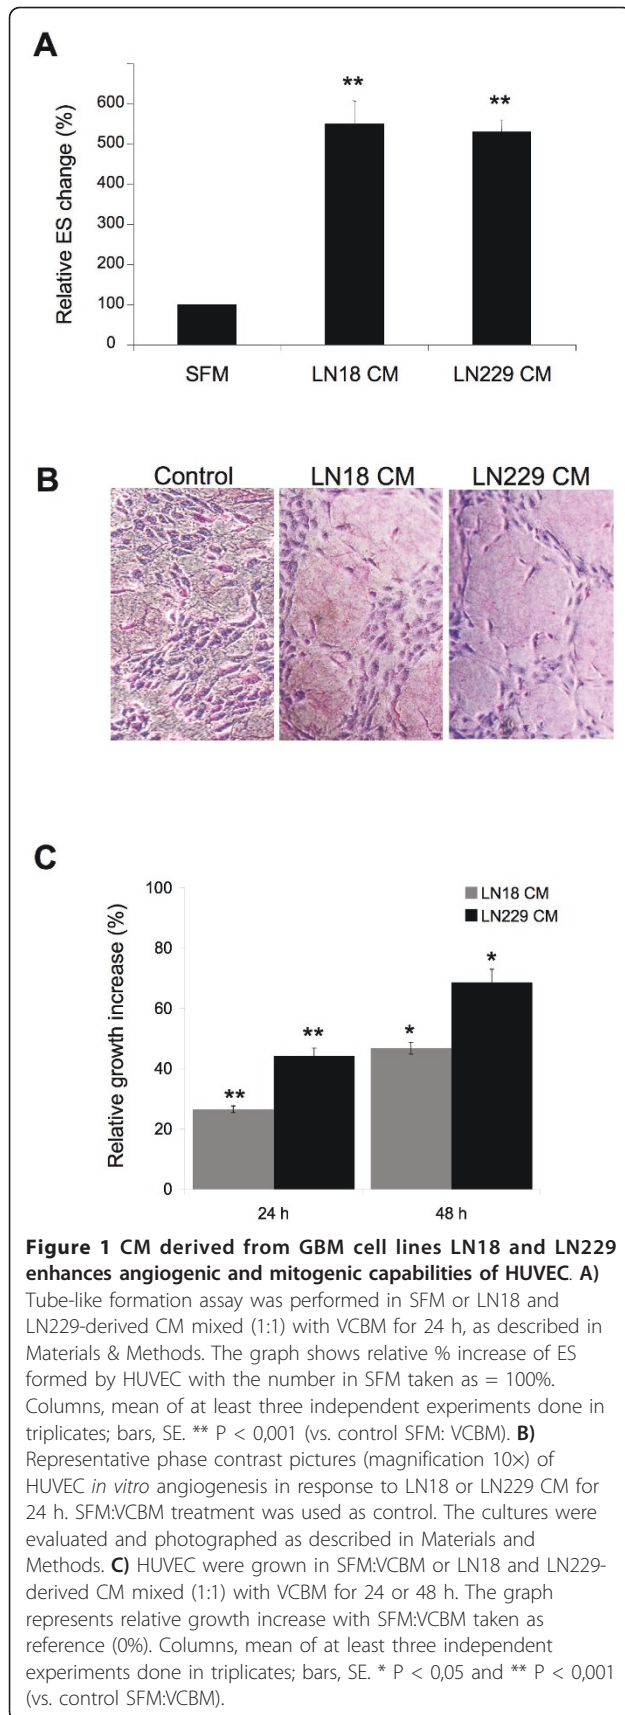 A
Relative ES change (%)
600
500
400
300
200
100
0
**
**
SFM LN18 CM LN229 CM
B
Control LN18 CM LN229 CM
C
Relative growth increase (%)
100
80
60
40
20
0
LN18 CM
LN229 CM
**
**
*
*
24 h 48 h
Figure 1 CM derived from GBM cell lines LN18 and LN229
enhances angiogenic and mitogenic capabilities of HUVEC. A)
Tube-like formation assay was performed in SFM or LN18 and
LN229-derived CM mixed (1:1) with VCBM for 24 h, as described in
Materials & Methods. The graph shows relative % increase of ES
formed by HUVEC with the number in SFM taken as = 100%.
Columns, mean of at least three independent experiments done in
triplicates; bars, SE. ** P < 0,001 (vs. control SFM: VCBM). B)
Representative phase contrast pictures (magnification 10×) of
HUVEC in vitro angiogenesis in response to LN18 or LN229 CM for
24 h. SFM:VCBM treatment was used as control. The cultures were
evaluated and photographed as described in Materials and
Methods. C) HUVEC were grown in SFM:VCBM or LN18 and LN229-
derived CM mixed (1:1) with VCBM for 24 or 48 h. The graph
represents relative growth increase with SFM:VCBM taken as
reference (0%). Columns, mean of at least three independent
experiments done in triplicates; bars, SE. * P < 0,05 and ** P < 0,001
(vs. control SFM:VCBM).